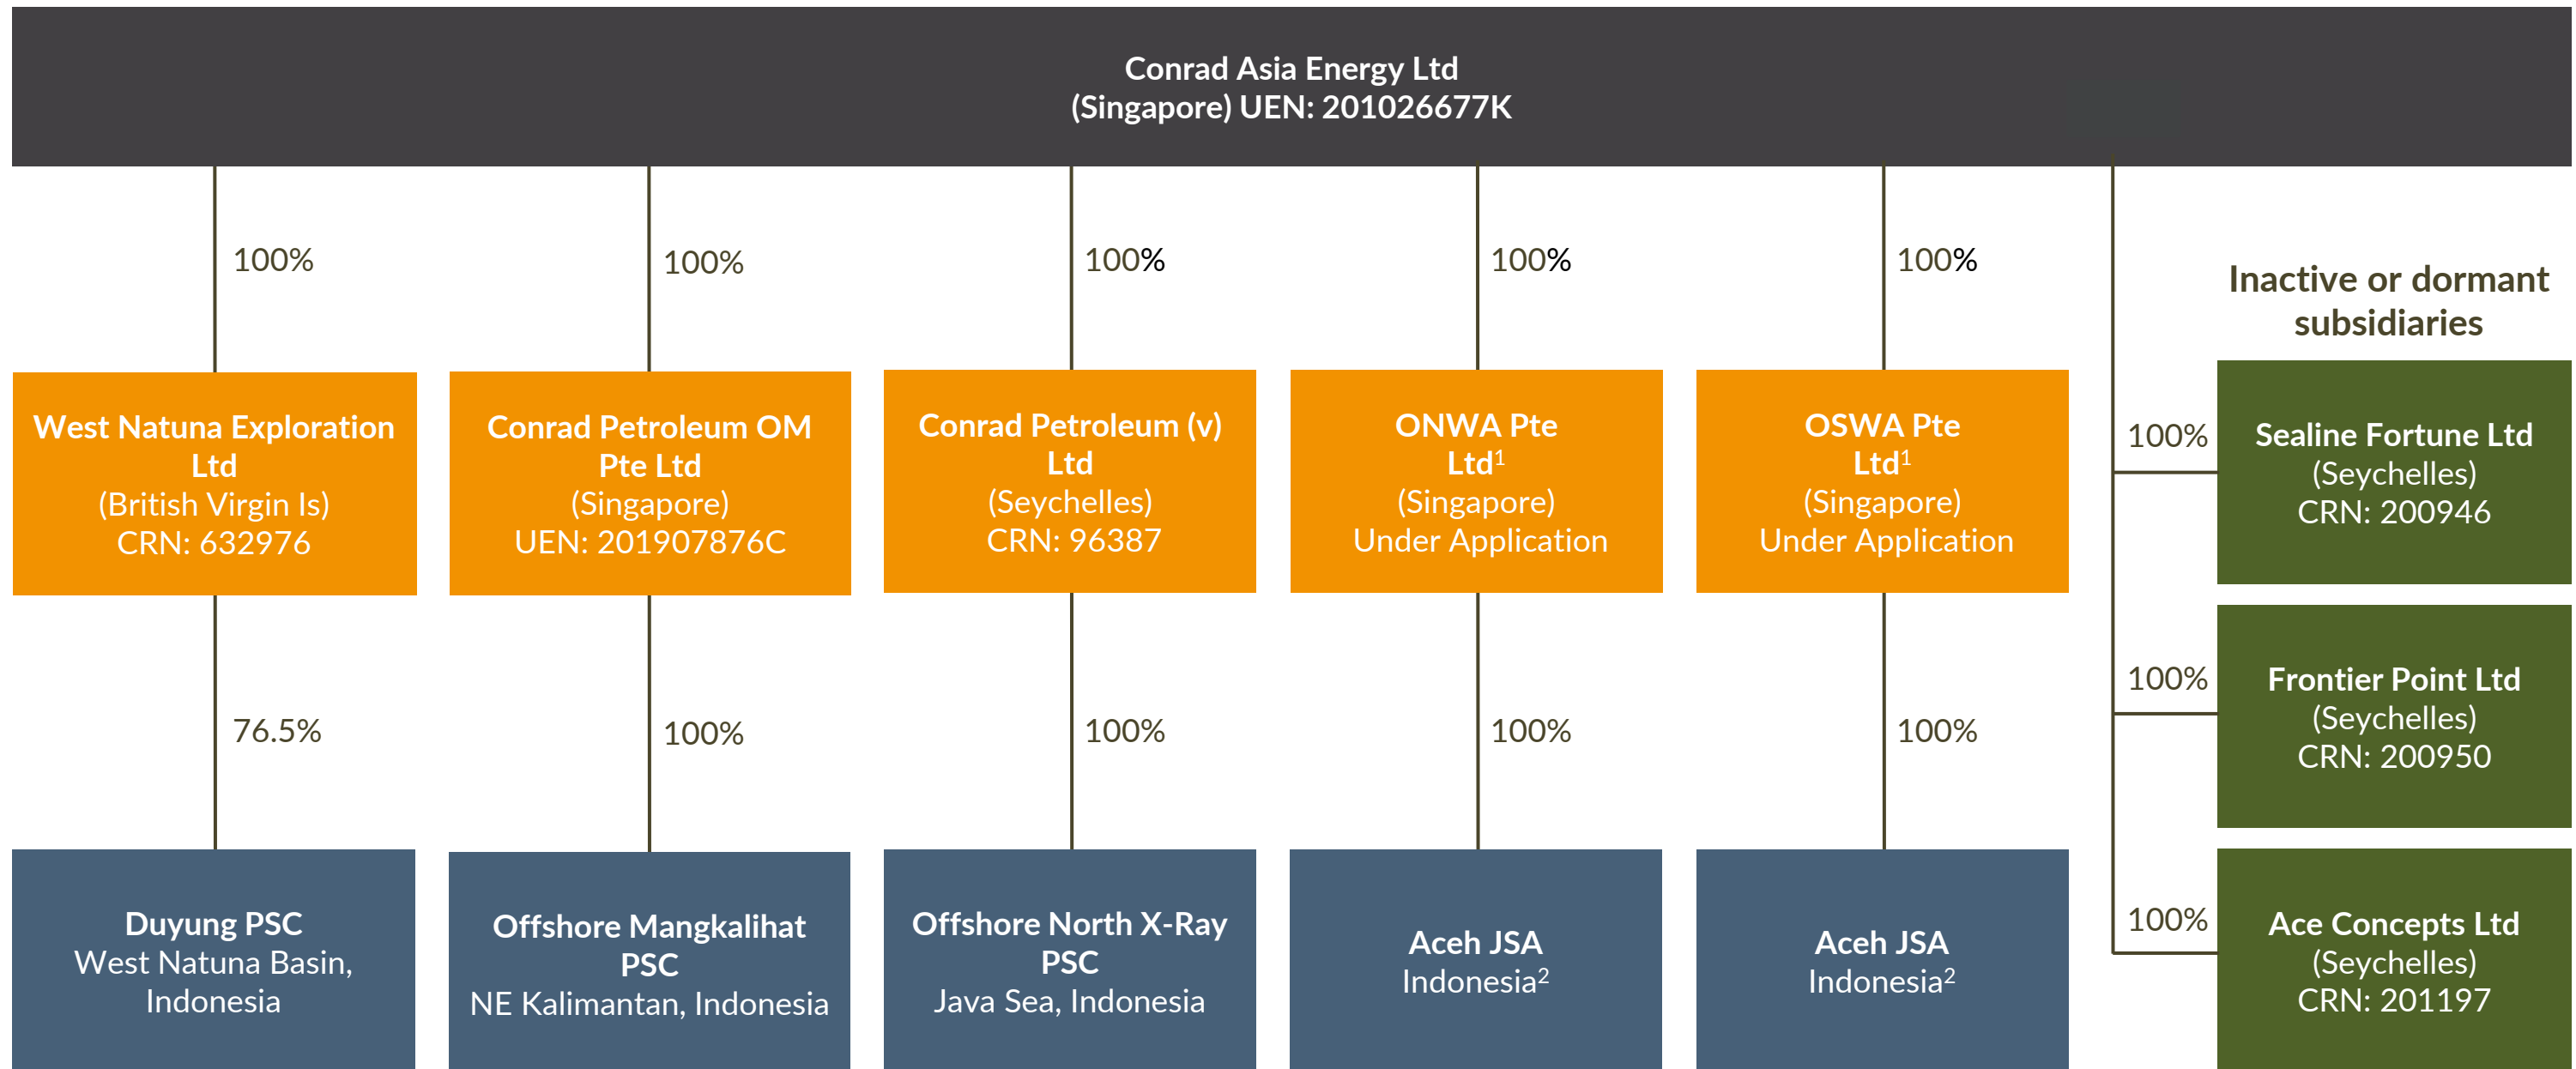 Conrad Asia Energy Ltd
(Singapore) UEN: 201026677K
100%
100%
100%
100%
100%
Inactive or dormant
subsidiaries
West Natuna Exploration
Ltd
(British Virgin Is)
CRN: 632976
Conrad Petroleum OM
Pte Ltd
(Singapore)
UEN: 201907876C
Conrad Petroleum (v)
Ltd
(Seychelles)
CRN: 96387
ONWA Pte
Ltd¹
(Singapore)
Under Application
OSWA Pte
Ltd¹
(Singapore)
Under Application
100%
Sealine Fortune Ltd
(Seychelles)
CRN: 200946
76.5%
100%
100%
100%
100%
100%
Frontier Point Ltd
(Seychelles)
CRN: 200950
Duyung PSC
West Natuna Basin,
Indonesia
Offshore Mangkalihat
PSC
NE Kalimantan, Indonesia
Offshore North X-Ray
PSC
Java Sea, Indonesia
Aceh JSA
Indonesia²
Aceh JSA
Indonesia²
100%
Ace Concepts Ltd
(Seychelles)
CRN: 201197